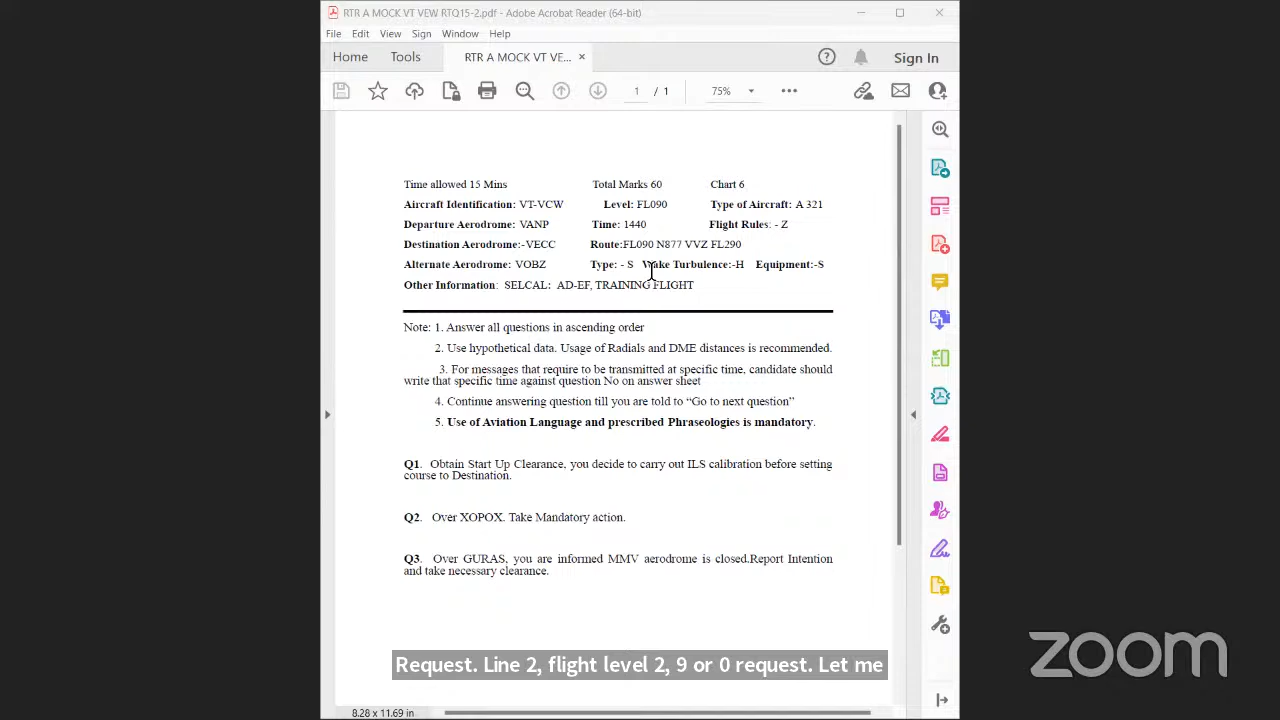 RTR A MOCK VT VEW RTQ15-2.pdf - Adobe Acrobat Reader (64-bit)
File Edit View Sign Window Help
Home Tools RTR A MOCK VT VE... × Sign In
1 / 1 75%
Time allowed 15 Mins Total Marks 60 Chart 6
Aircraft Identification: VT-VCW Level: FL090 Type of Aircraft: A 321
Departure Aerodrome: VANP Time: 1440 Flight Rules: - Z
Destination Aerodrome:-VECC Route:FL090 N877 VVZ FL290
Alternate Aerodrome: VOBZ Type: - S Wake Turbulence:-H Equipment:-S
Other Information: SELCAL: AD-EF, TRAINING FLIGHT
Note: 1. Answer all questions in ascending order
2. Use hypothetical data. Usage of Radials and DME distances is recommended.
3. For messages that require to be transmitted at specific time, candidate should
write that specific time against question No on answer sheet
4. Continue answering question till you are told to “Go to next question”
5. Use of Aviation Language and prescribed Phraseologies is mandatory.
Q1. Obtain Start Up Clearance, you decide to carry out ILS calibration before setting
course to Destination.
Q2. Over XOPOX. Take Mandatory action.
Q3. Over GURAS, you are informed MMV aerodrome is closed.Report Intention
and take necessary clearance.
Request. Line 2, flight level 2, 9 or 0 request. Let me
zoom
8.28 x 11.69 in